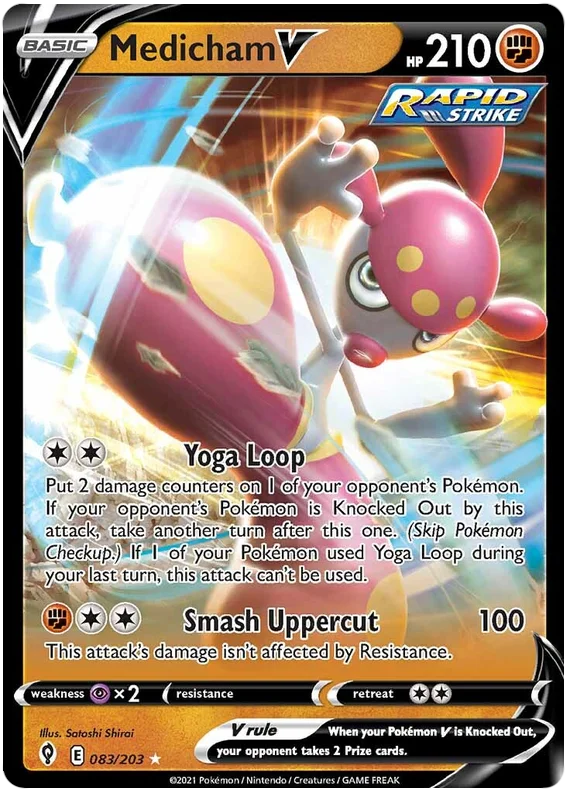 BASIC Medicham V HP 210
RAPID
STRIKE
Yoga Loop
Put 2 damage counters on 1 of your opponent's Pokémon.
If your opponent's Pokémon is Knocked Out by this
attack, take another turn after this one. (Skip Pokémon
Checkup.) If 1 of your Pokémon used Yoga Loop during
your last turn, this attack can't be used.
Smash Uppercut 100
This attack's damage isn't affected by Resistance.
weakness ×2 resistance retreat
Illus. Satoshi Shirai
V rule When your Pokémon V is Knocked Out,
your opponent takes 2 Prize cards.
E 083/203 ★
©2021 Pokémon / Nintendo / Creatures / GAME FREAK